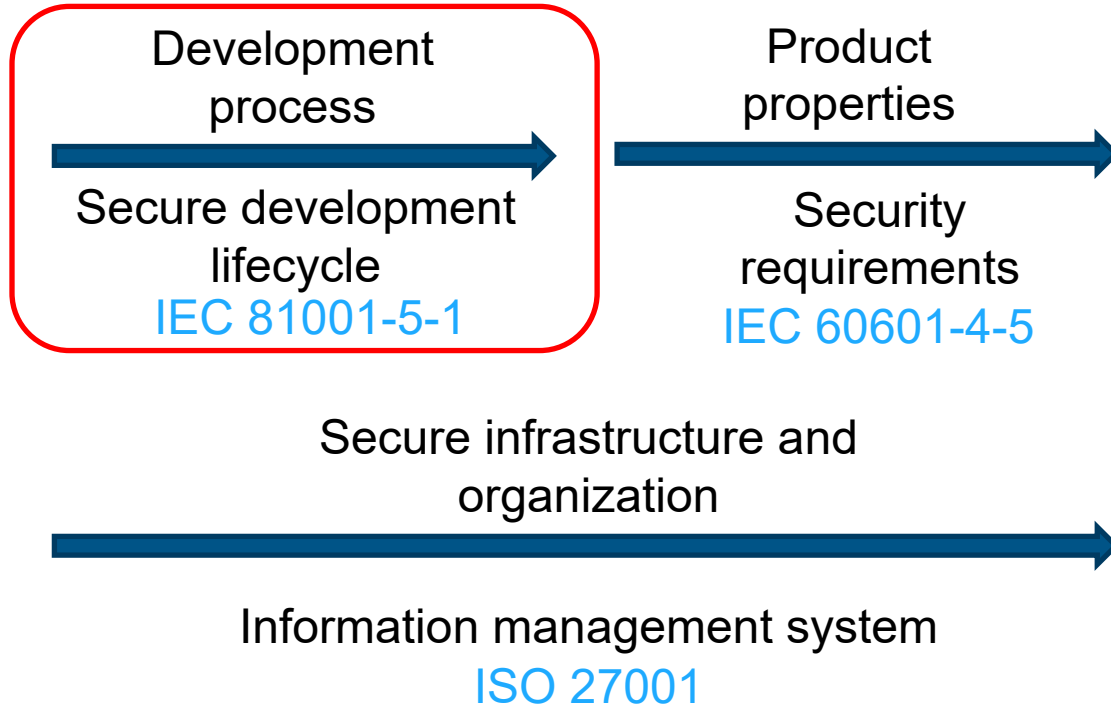 Development
process
Secure development
lifecycle
IEC 81001-5-1
Product
properties
Security
requirements
IEC 60601-4-5
Secure infrastructure and
organization
Information management system
ISO 27001